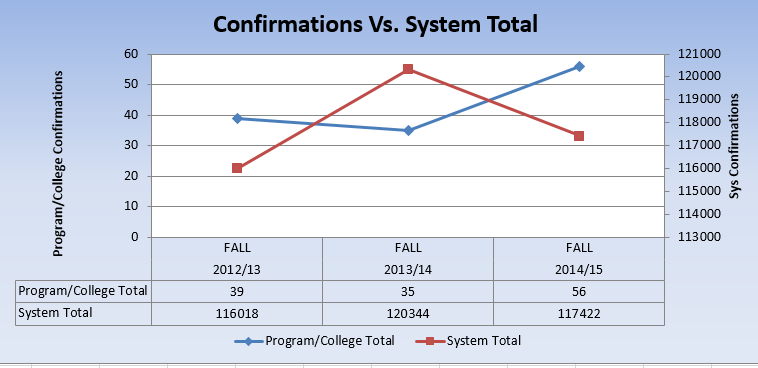 Confirmations Vs. System Total
Program/College Confirmations
60
50
40
30
20
10
0
121000
120000
119000
118000
117000
116000
115000
114000
113000
Sys Confirmations
FALL FALL FALL
2012/13 2013/14 2014/15
Program/College Total 39 35 56
System Total 116018 120344 117422
Program/College Total System Total